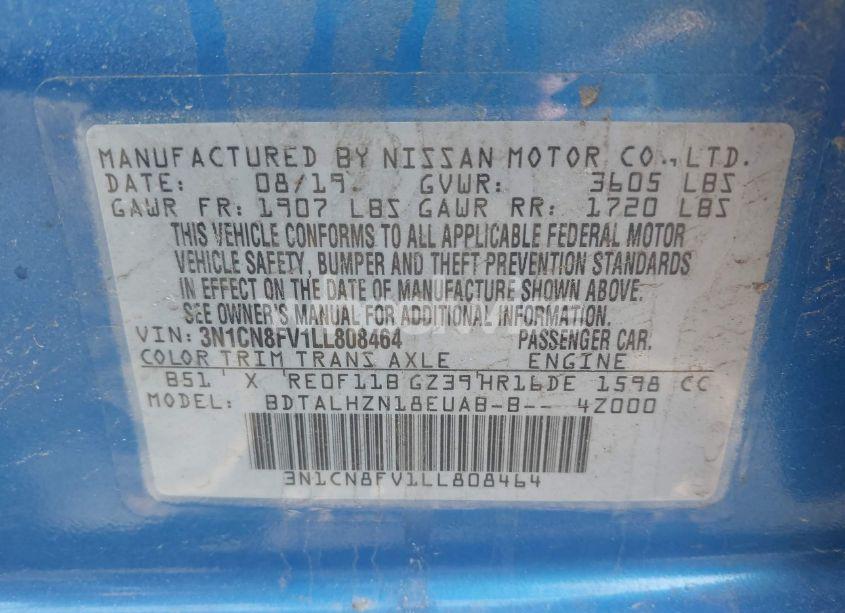 MANUFACTURED BY NISSAN MOTOR CO., LTD.
DATE: 08/19 GVWR: 3605 LBS
GAWR FR: 1907 LBS GAWR RR: 1720 LBS
THIS VEHICLE CONFORMS TO ALL APPLICABLE FEDERAL MOTOR
VEHICLE SAFETY, BUMPER AND THEFT PREVENTION STANDARDS
IN EFFECT ON THE DATE OF MANUFACTURE SHOWN ABOVE.
SEE OWNER'S MANUAL FOR ADDITIONAL INFORMATION.
VIN: 3N1CN8FV1LL808464 PASSENGER CAR.
COLOR TRIM TRANS AXLE ENGINE
B51 X RE0F11B GZ39 HR16DE 1598 CC
MODEL: BDTALHZN18EUAB-B-- 4Z000
3N1CN8FV1LL808464